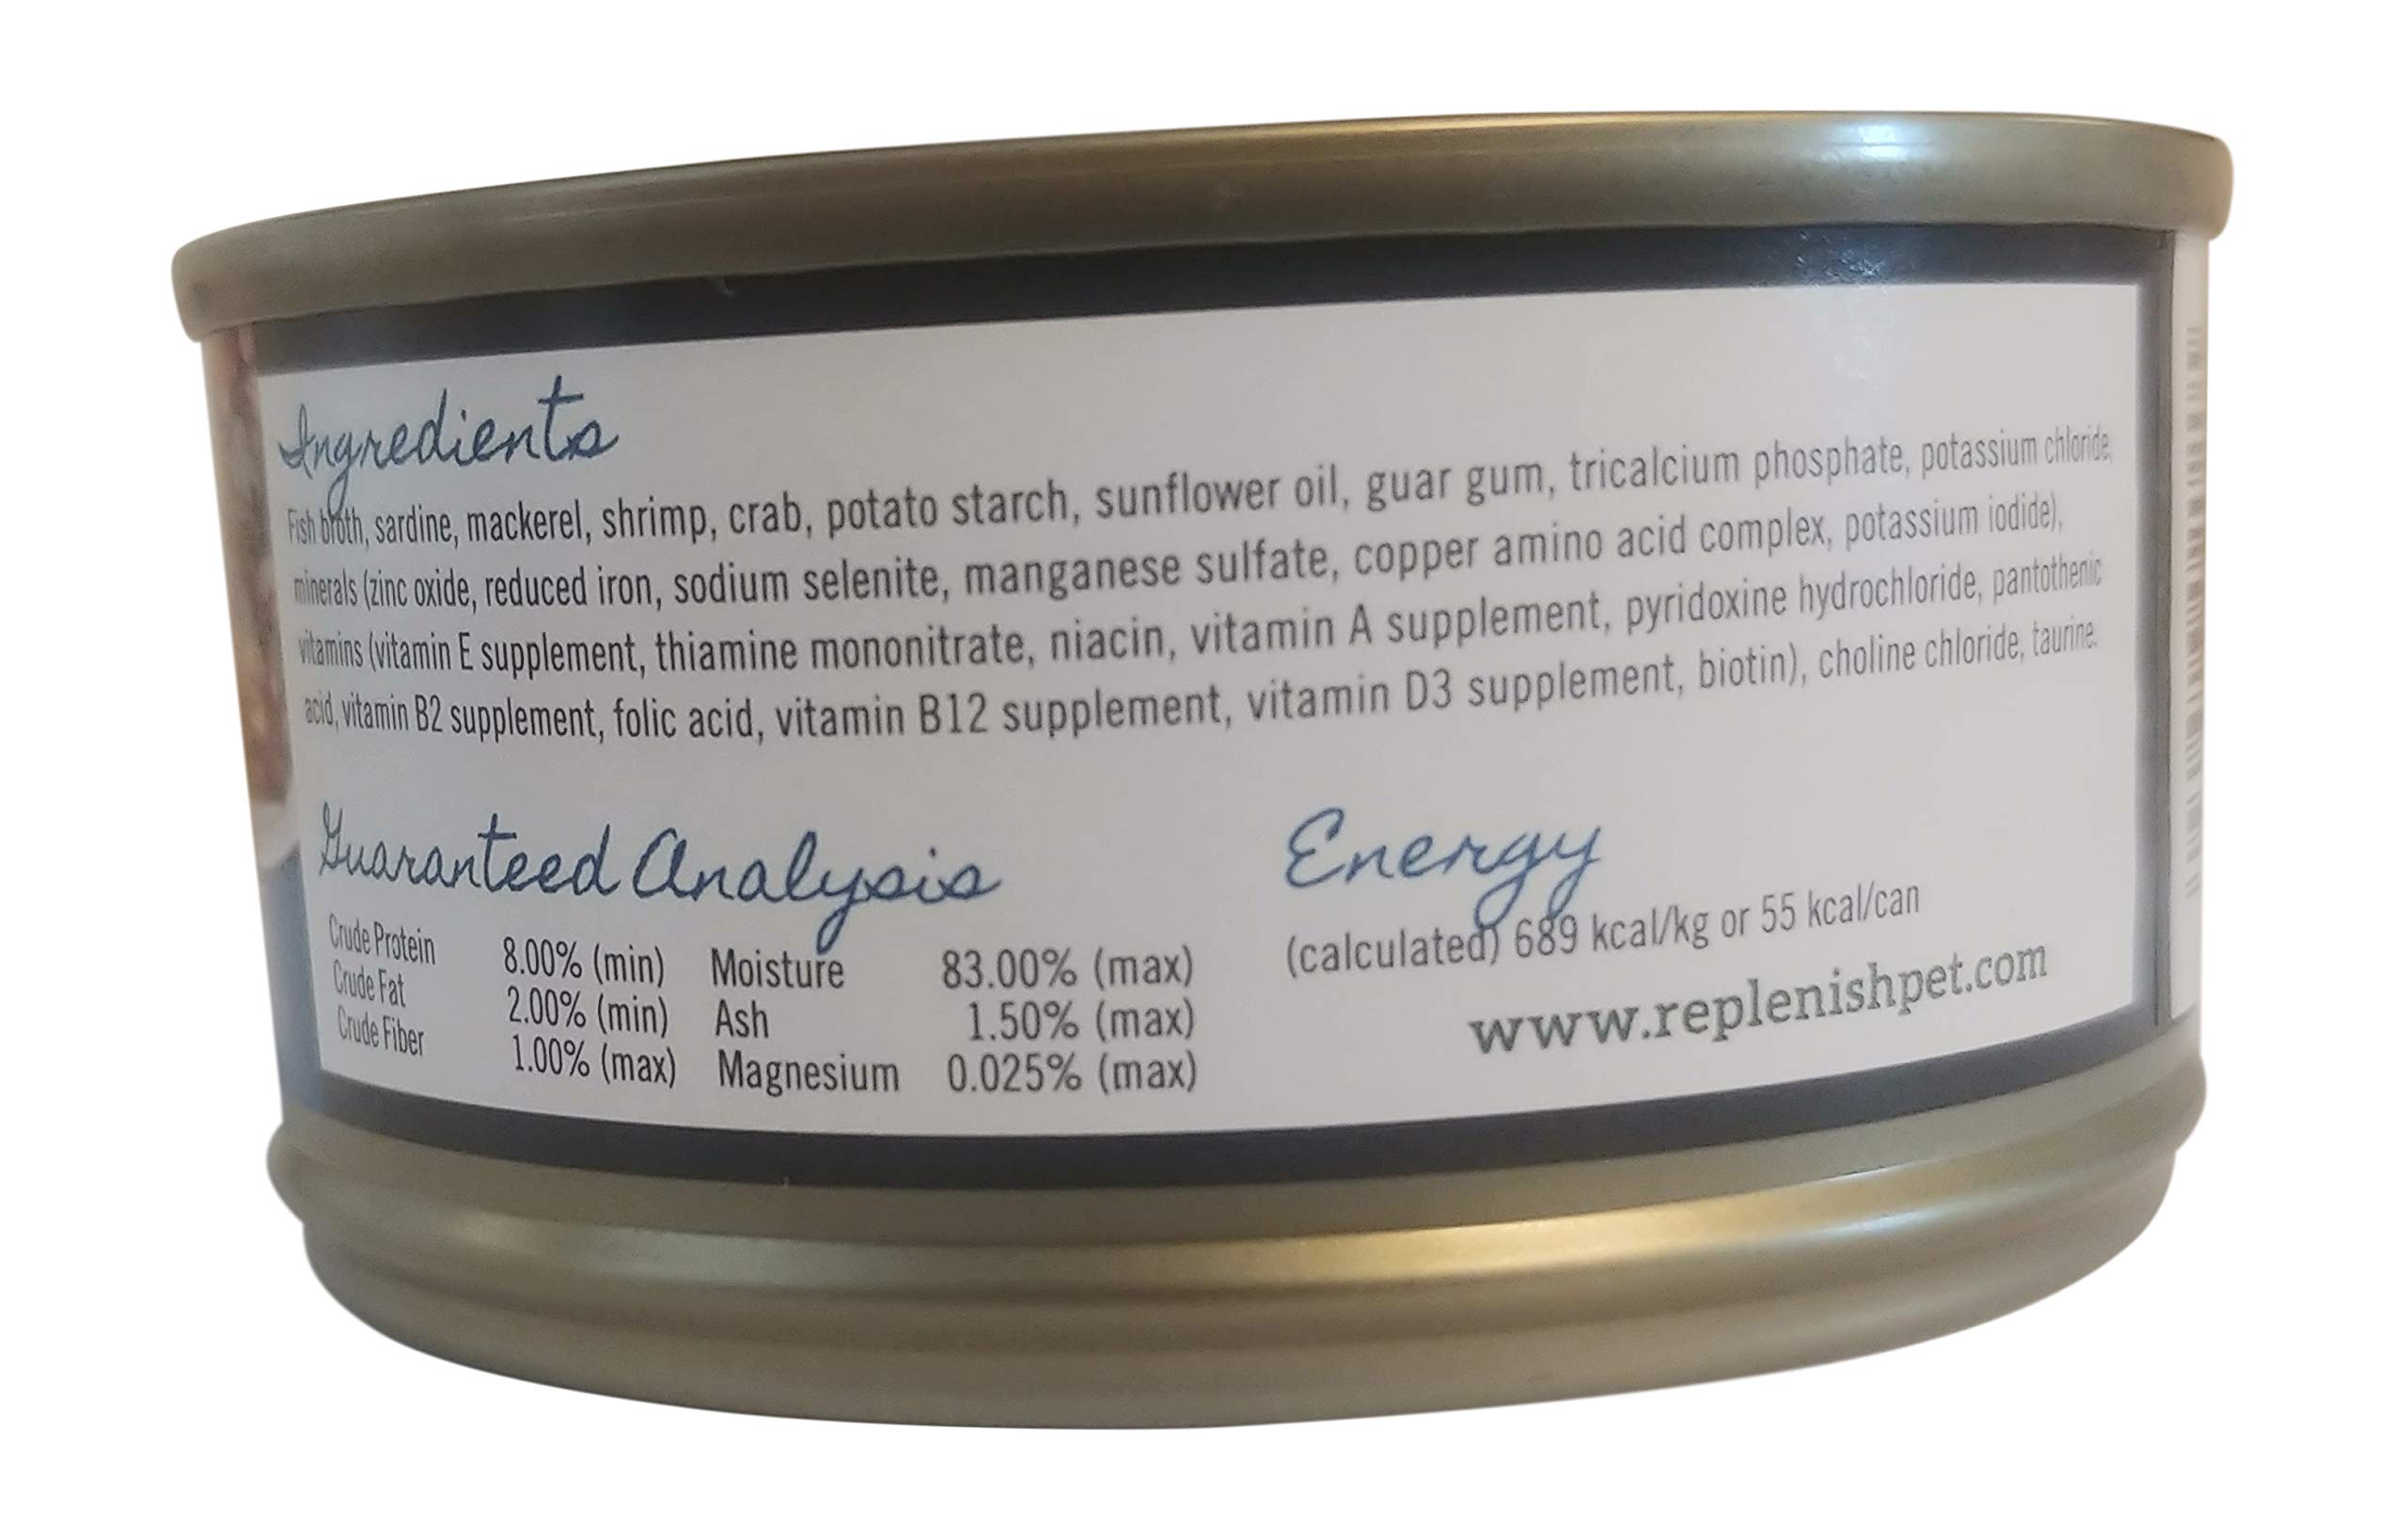 Ingredients
Fish broth, sardine, mackerel, shrimp, crab, potato starch, sunflower oil, guar gum, tricalcium phosphate, potassium chloride,
minerals (zinc oxide, reduced iron, sodium selenite, manganese sulfate, copper amino acid complex, potassium iodide),
vitamins (vitamin E supplement, thiamine mononitrate, niacin, vitamin A supplement, pyridoxine hydrochloride, pantothenic
acid, vitamin B2 supplement, folic acid, vitamin B12 supplement, vitamin D3 supplement, biotin), choline chloride, taurine.
Guaranteed Analysis
Crude Protein 8.00% (min) Moisture 83.00% (max)
Crude Fat 2.00% (min) Ash 1.50% (max)
Crude Fiber 1.00% (max) Magnesium 0.025% (max)
Energy
(calculated) 689 kcal/kg or 55 kcal/can
www.replenishpet.com